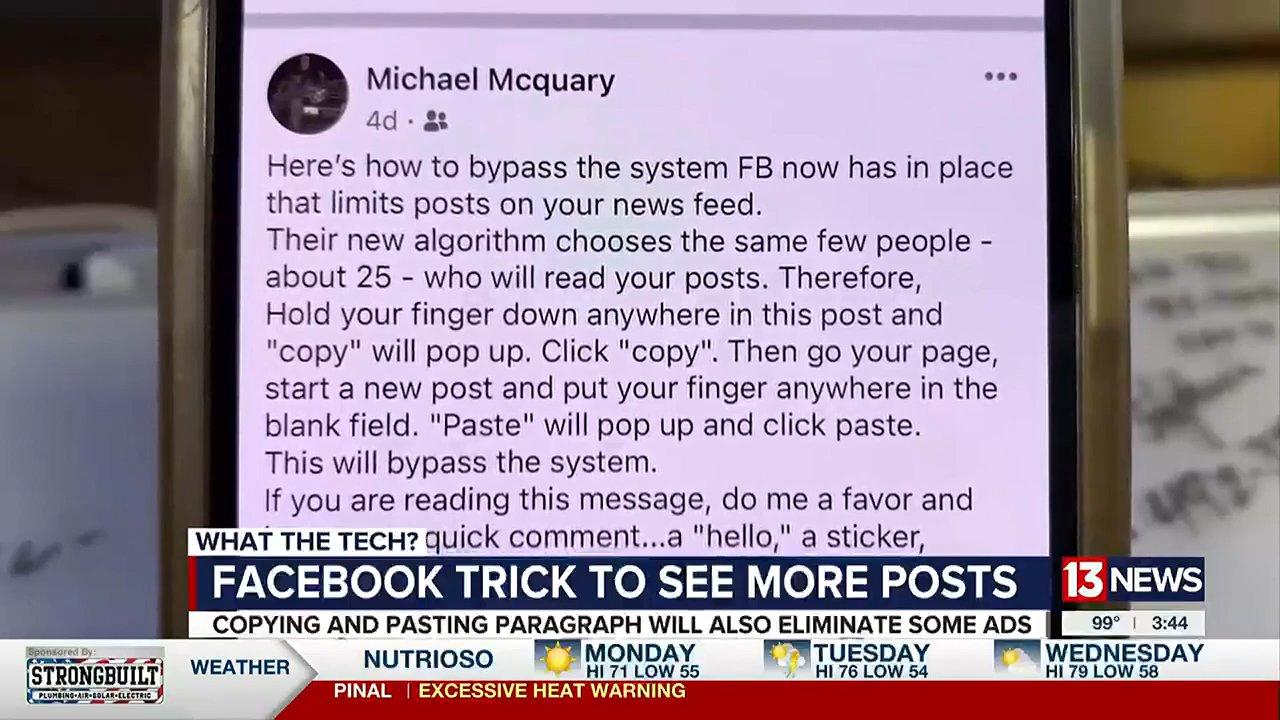 Michael Mcquary
4d ·
Here's how to bypass the system FB now has in place
that limits posts on your news feed.
Their new algorithm chooses the same few people -
about 25 - who will read your posts. Therefore,
Hold your finger down anywhere in this post and
"copy" will pop up. Click "copy". Then go your page,
start a new post and put your finger anywhere in the
blank field. "Paste" will pop up and click paste.
This will bypass the system.
If you are reading this message, do me a favor and
quick comment...a "hello," a sticker,
WHAT THE TECH?
FACEBOOK TRICK TO SEE MORE POSTS
COPYING AND PASTING PARAGRAPH WILL ALSO ELIMINATE SOME ADS
13 NEWS
99° | 3:44
Sponsored By:
STRONGBUILT
PLUMBING-AIR-SOLAR-ELECTRIC
WEATHER
NUTRIOSO
MONDAY
HI 71 LOW 55
TUESDAY
HI 76 LOW 54
WEDNESDAY
HI 79 LOW 58
PINAL | EXCESSIVE HEAT WARNING